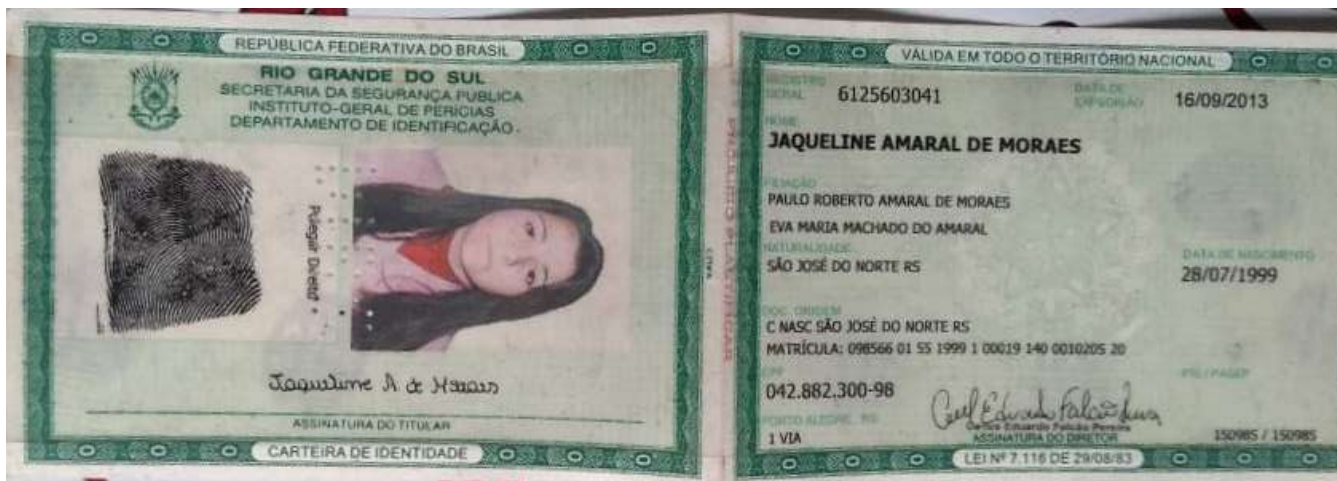 REPÚBLICA FEDERATIVA DO BRASIL
RIO GRANDE DO SUL
SECRETARIA DA SEGURANÇA PÚBLICA
INSTITUTO-GERAL DE PERÍCIAS
DEPARTAMENTO DE IDENTIFICAÇÃO
Polegar Direito
Jaqueline A de Moraes
ASSINATURA DO TITULAR
CARTEIRA DE IDENTIDADE
PROIBIDO PLASTIFICAR
VÁLIDA EM TODO O TERRITÓRIO NACIONAL
REGISTRO GERAL 6125603041 DATA DE EXPEDIÇÃO 16/09/2013
NOME
JAQUELINE AMARAL DE MORAES
FILIAÇÃO
PAULO ROBERTO AMARAL DE MORAES
EVA MARIA MACHADO DO AMARAL
NATURALIDADE DATA DE NASCIMENTO
SÃO JOSÉ DO NORTE RS 28/07/1999
DOC. ORIGEM
C NASC SÃO JOSÉ DO NORTE RS
MATRÍCULA: 098566 01 55 1999 1 00019 140 0010205 20
CPF PIS / PASEP
042.882.300-98
PORTO ALEGRE, RS
Carlos Eduardo Falcão Pereira
1 VIA ASSINATURA DO DIRETOR 150985 / 150985
LEI Nº 7.116 DE 29/08/83